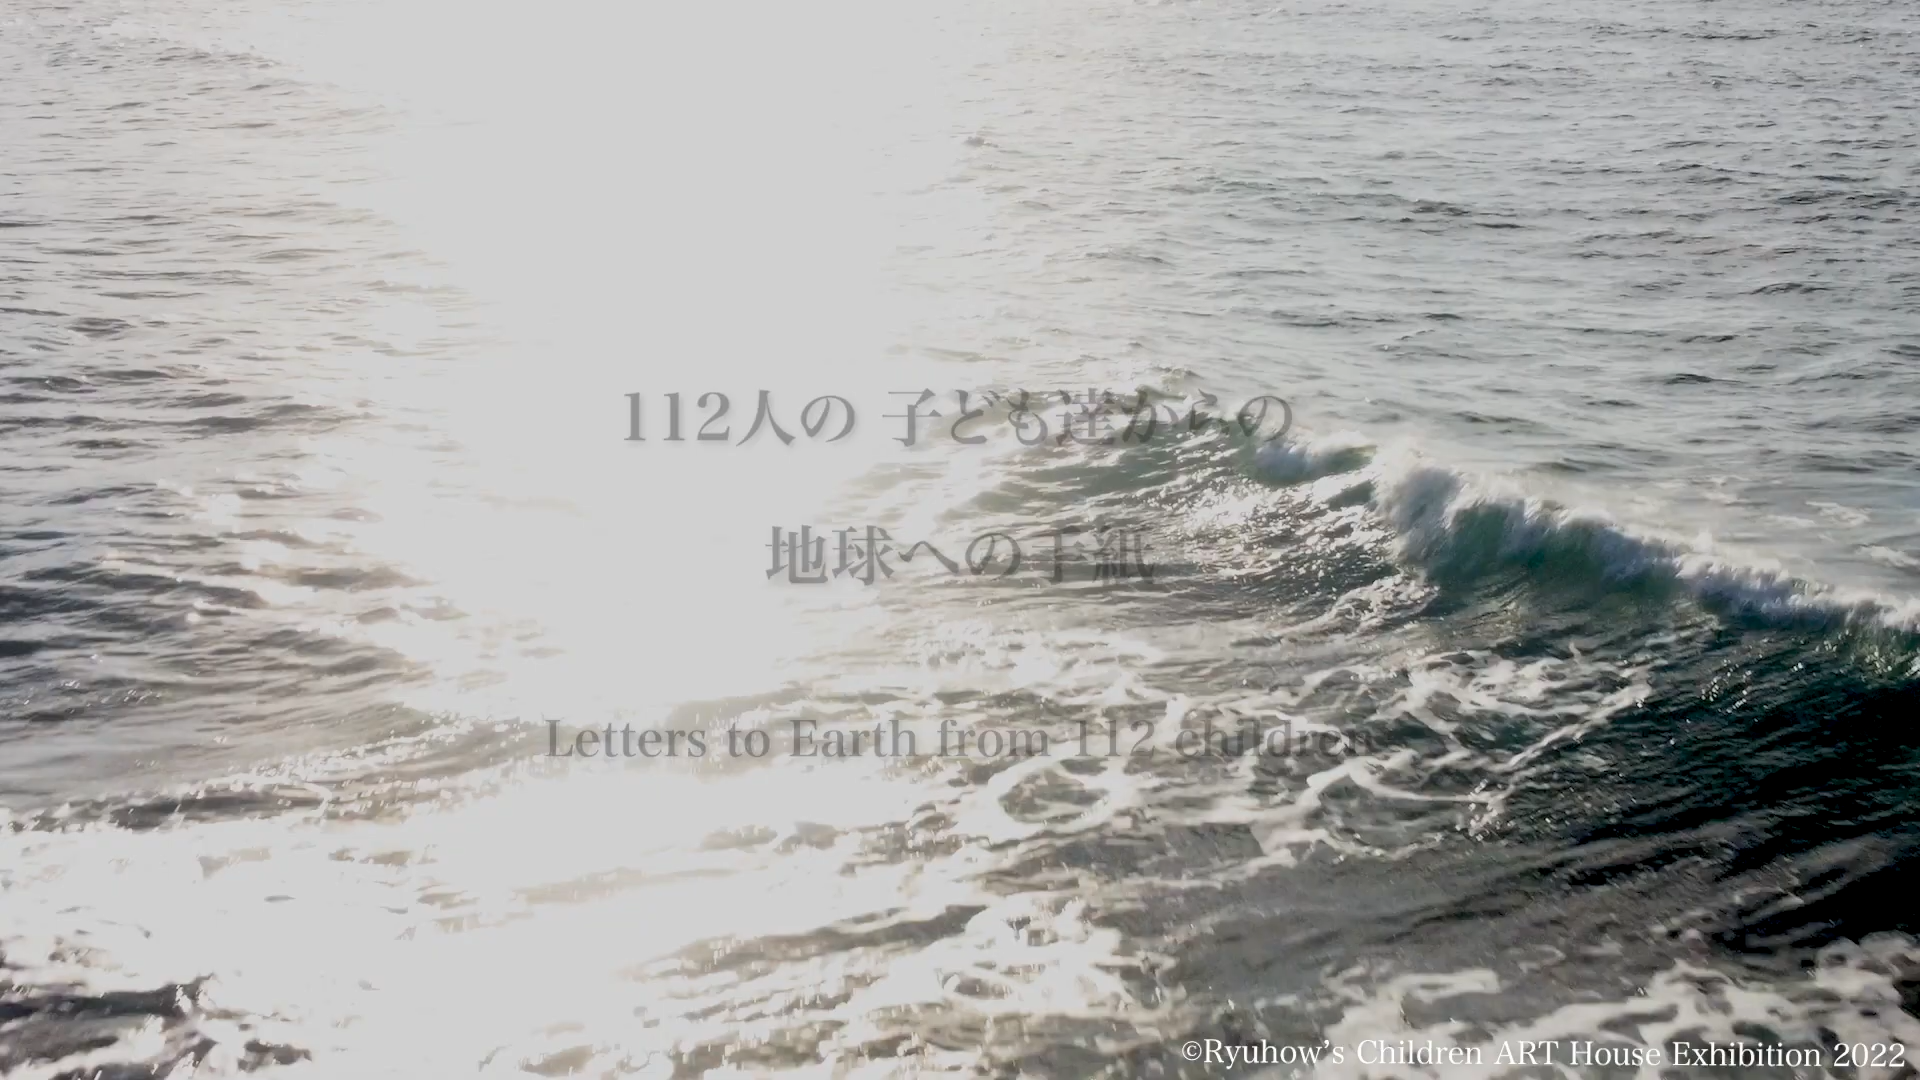 112人の 子ども達からの
地球への手紙
Letters to Earth from 112 children
©Ryuhow’s Children ART House Exhibition 2022